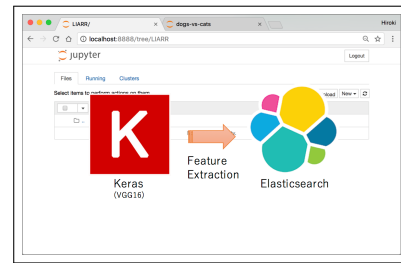 LIARR/
dogs-vs-cats
Hiroki
localhost:8888/tree/LIARR
jupyter
Logout
Files Running Clusters
Select items to perform actions on them.
New
K
Feature
Extraction
Keras
(VGG16)
Elasticsearch